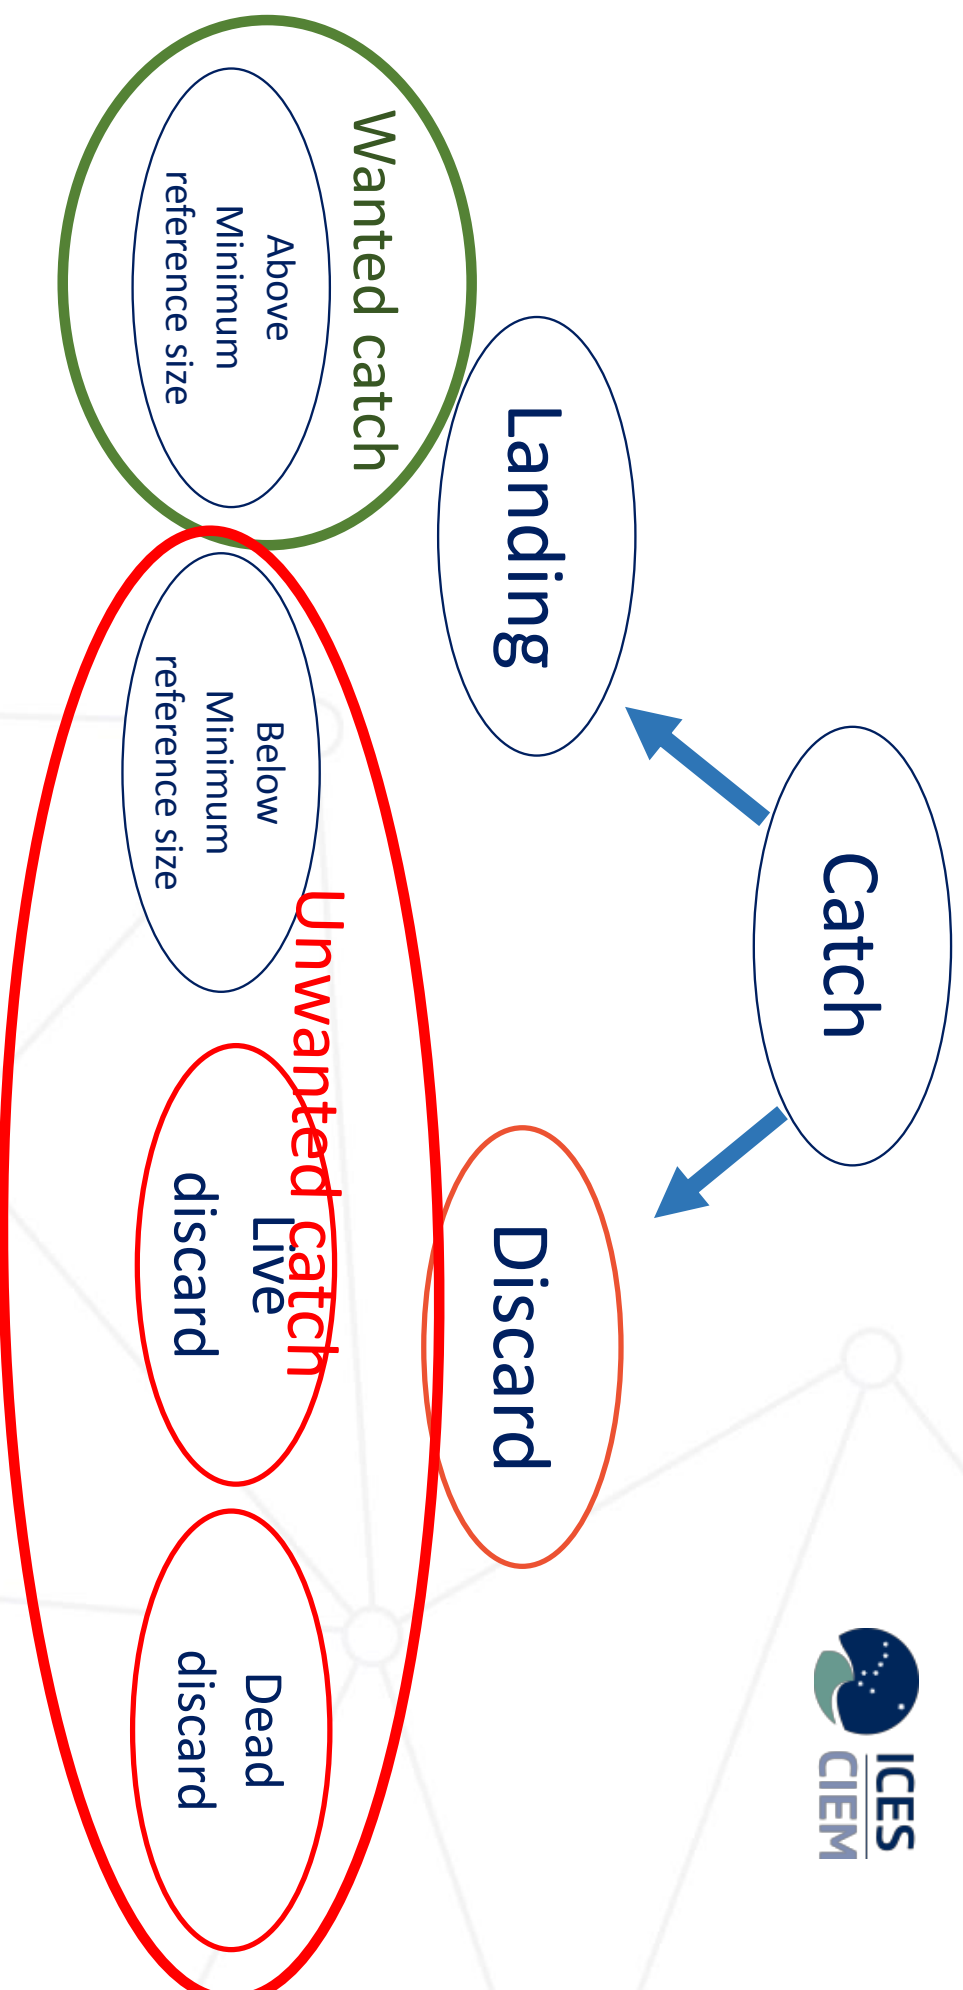 Catch
ICES
CIEM
Landing
Discard
Wanted catch
Unwanted catch
Above
Minimum
reference size
Below
Minimum
reference size
Live
discard
Dead
discard